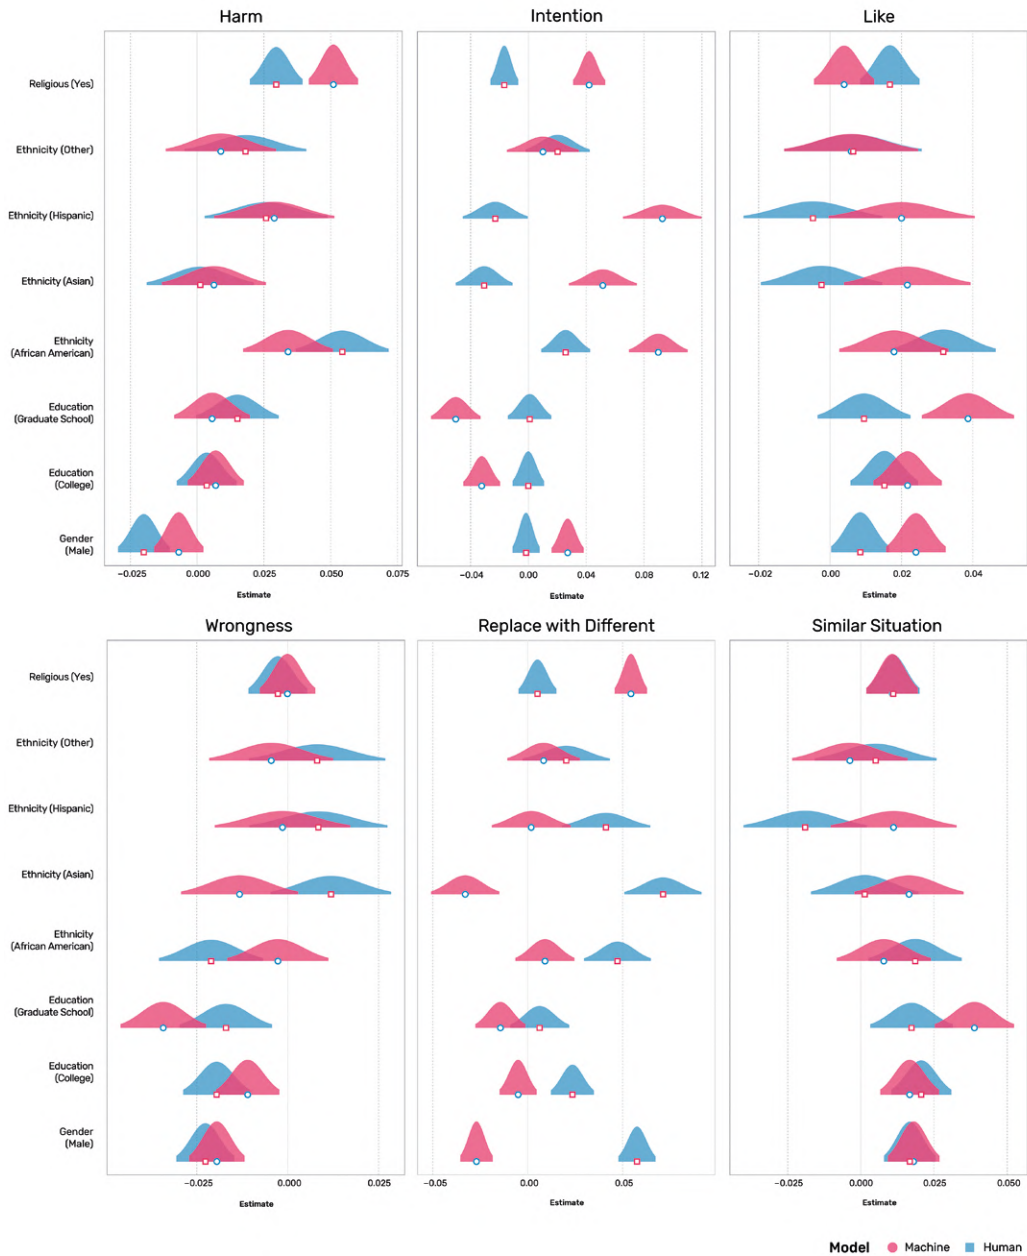 Harm
Intention
Like
Religious (Yes)
Ethnicity (Other)
Ethnicity (Hispanic)
Ethnicity (Asian)
Ethnicity
(African American)
Education
(Graduate School)
Education
(College)
Gender
(Male)
−0.025 0.000 0.025 0.050 0.075
−0.04 0.00 0.04 0.08 0.12
−0.02 0.00 0.02 0.04
Estimate
Estimate
Estimate
Wrongness
Replace with Different
Similar Situation
Religious (Yes)
Ethnicity (Other)
Ethnicity (Hispanic)
Ethnicity (Asian)
Ethnicity
(African American)
Education
(Graduate School)
Education
(College)
Gender
(Male)
−0.025 0.000 0.025
−0.05 0.00 0.05
−0.025 0.000 0.025 0.050
Estimate
Estimate
Estimate
Model Machine Human